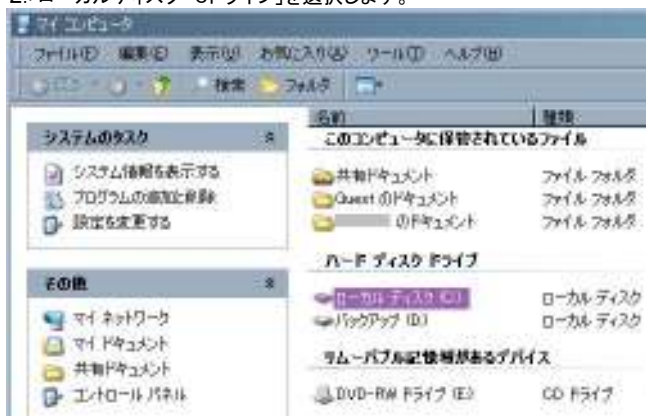 2.「ローカルディスク C:ドライブ」を選択します。
マイ コンピュータ
ファイル(F) 編集(E) 表示(V) お気に入り(A) ツール(T) ヘルプ(H)
検索 フォルダ
名前 種類
システムのタスク
システム情報を表示する
プログラムの追加と削除
設定を変更する
その他
マイ ネットワーク
マイ ドキュメント
共有ドキュメント
コントロール パネル
このコンピュータに保管されているファイル
共有ドキュメント ファイル フォルダ
Guest のドキュメント ファイル フォルダ
のドキュメント ファイル フォルダ
ハード ディスク ドライブ
ローカル ディスク (C:) ローカル ディスク
バックアップ (D:) ローカル ディスク
リムーバブル記憶域があるデバイス
DVD-RW ドライブ (E:) CD ドライブ